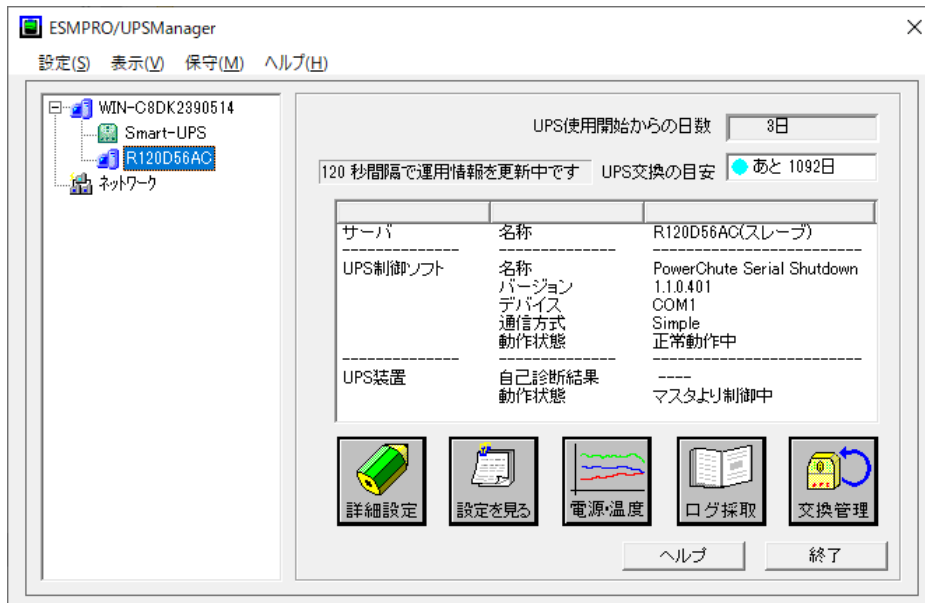 ESMPRO/UPSManager
設定(S) 表示(V) 保守(M) ヘルプ(H)
WIN-C8DK2390514
Smart-UPS
R120D56AC
ネットワーク
UPS使用開始からの日数 3日
120 秒間隔で運用情報を更新中です UPS交換の目安 あと 1092日
サーバ 名称 R120D56AC(スレーブ)
-------------- -------------- -------------------------
UPS制御ソフト 名称 PowerChute Serial Shutdown
バージョン 1.1.0.401
デバイス COM1
通信方式 Simple
動作状態 正常動作中
-------------- -------------- -------------------------
UPS装置 自己診断結果 ----
動作状態 マスタより制御中
詳細設定 設定を見る 電源・温度 ログ採取 交換管理
ヘルプ 終了